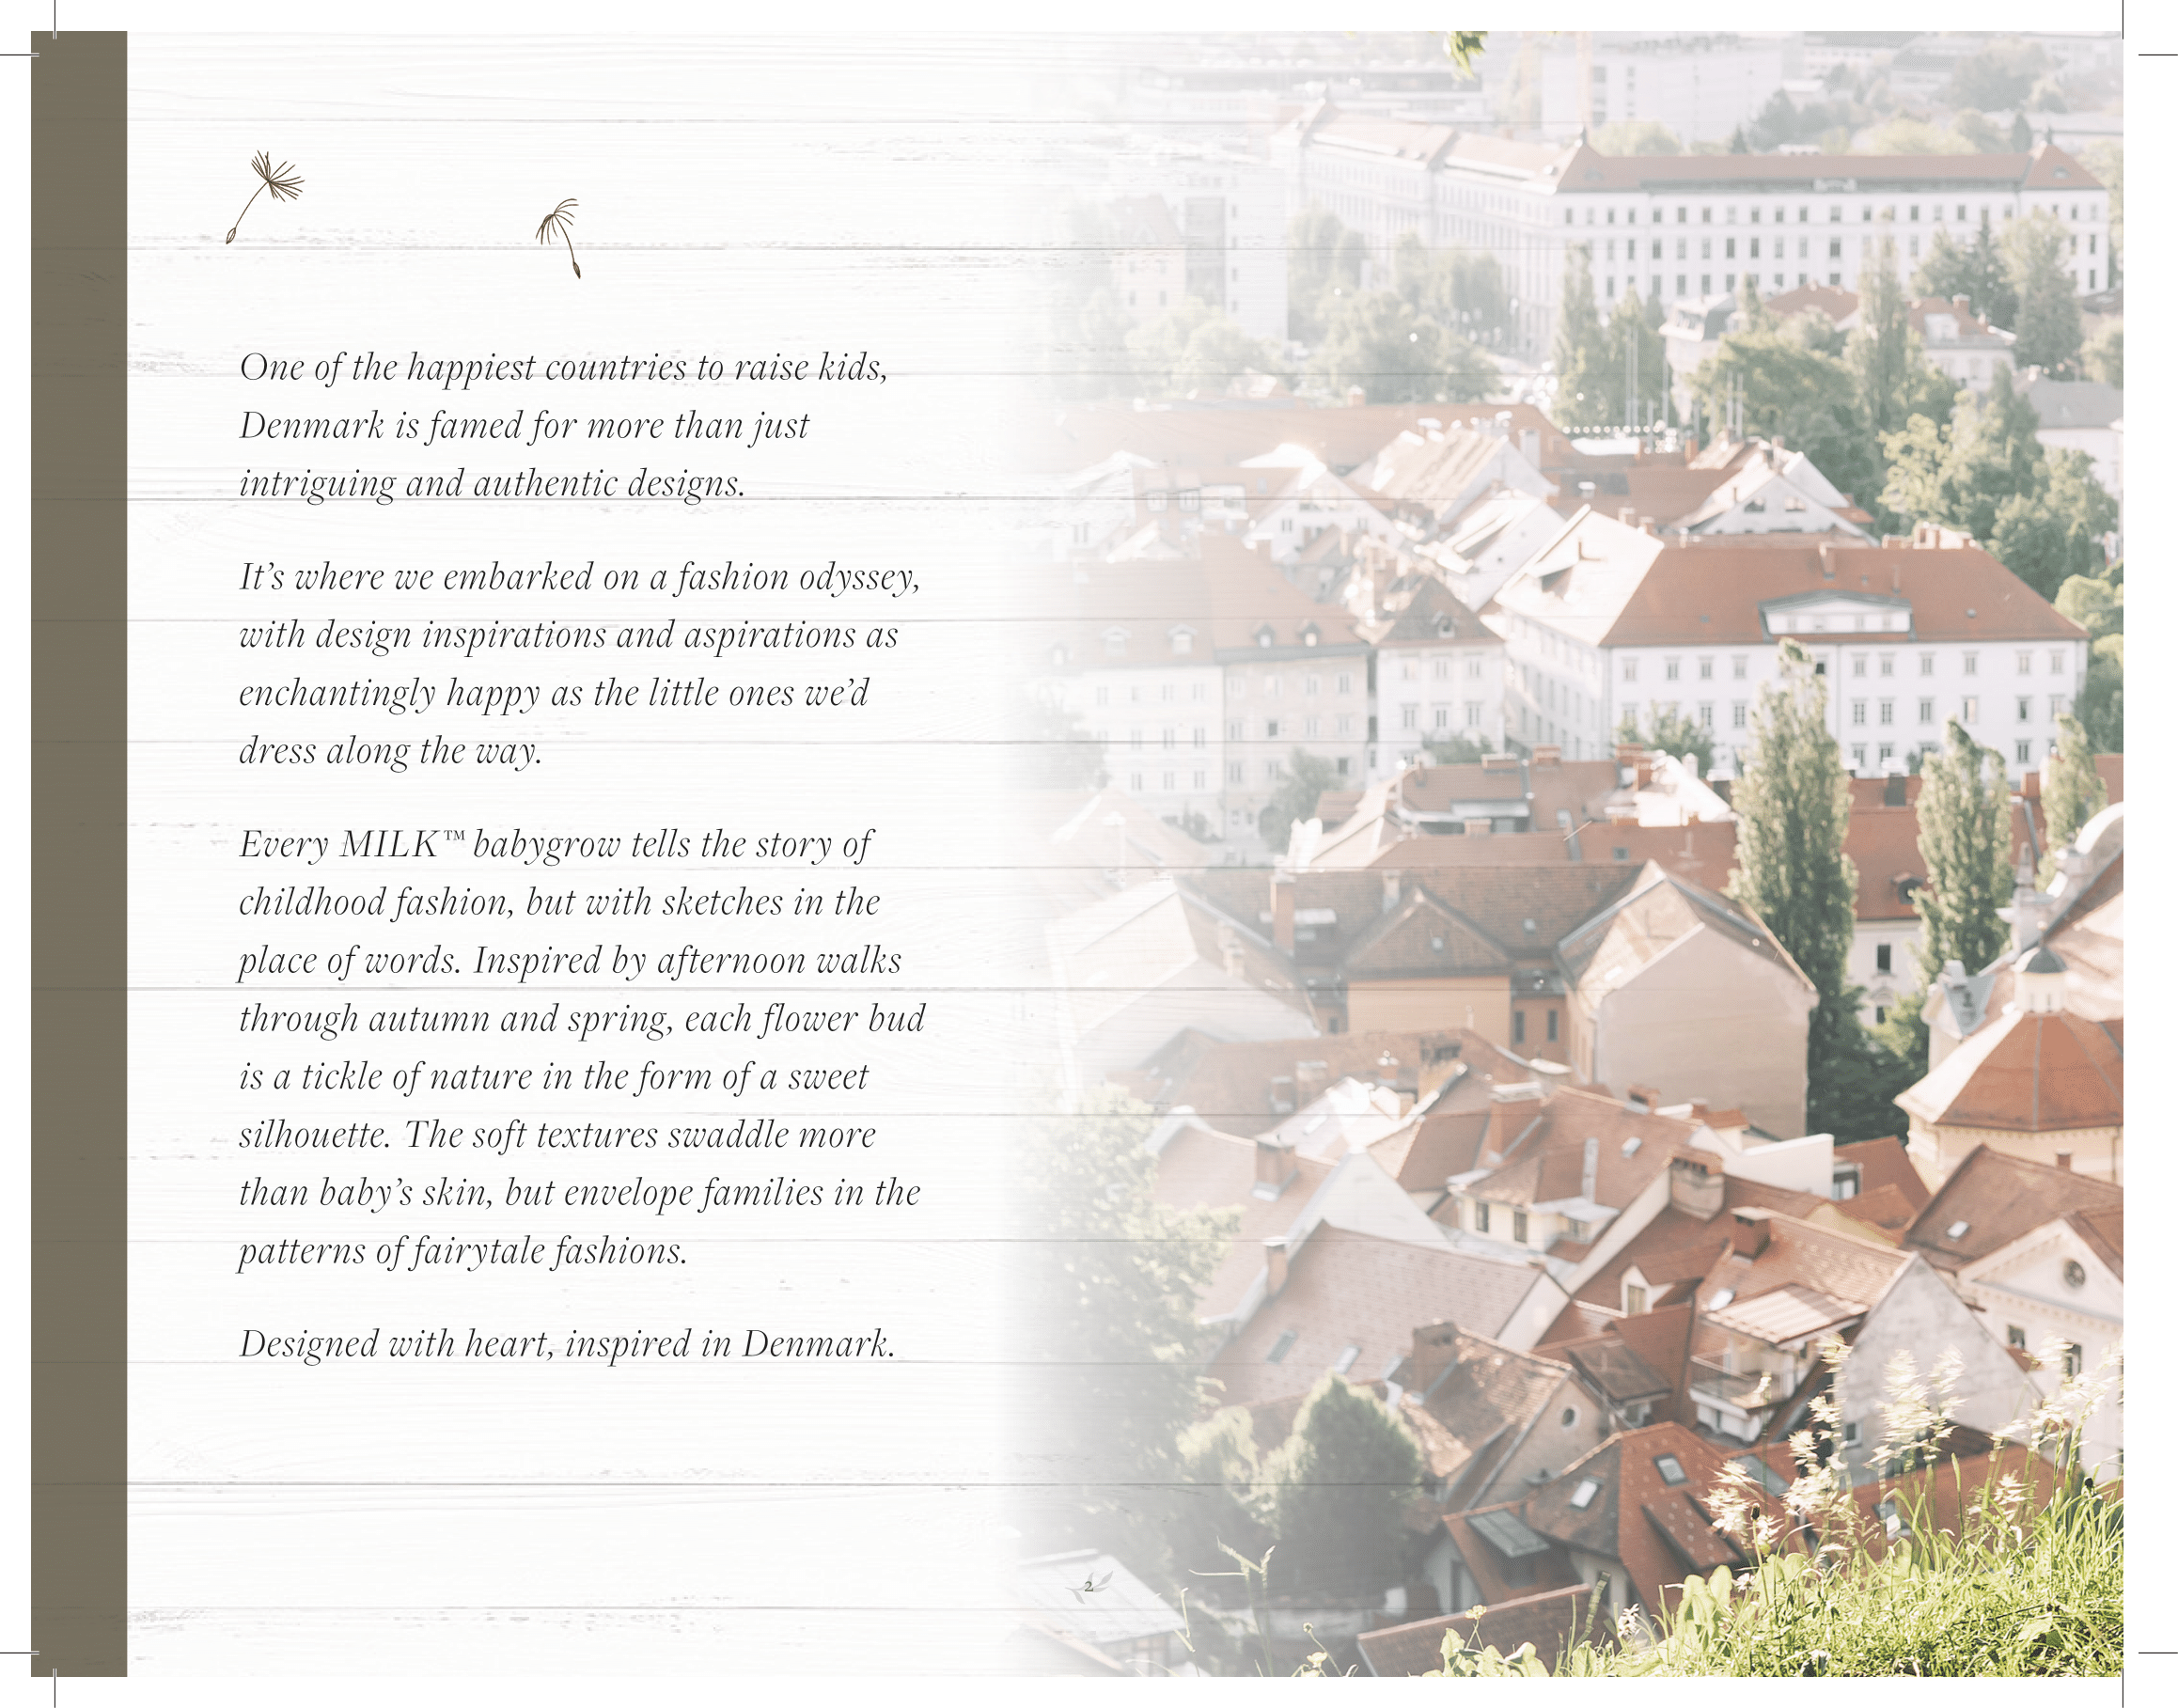 One of the happiest countries to raise kids,
Denmark is famed for more than just
intriguing and authentic designs.
It’s where we embarked on a fashion odyssey,
with design inspirations and aspirations as
enchantingly happy as the little ones we’d
dress along the way.
Every MILK™ babygrow tells the story of
childhood fashion, but with sketches in the
place of words. Inspired by afternoon walks
through autumn and spring, each flower bud
is a tickle of nature in the form of a sweet
silhouette. The soft textures swaddle more
than baby’s skin, but envelope families in the
patterns of fairytale fashions.
Designed with heart, inspired in Denmark.
2